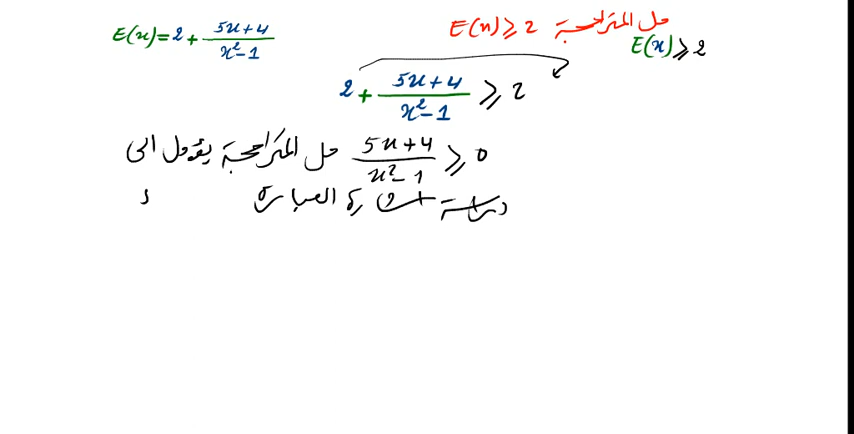 E(x) = 2 + (5x+4)/(x²-1)
حل المتراجحة E(x) ≥ 2
E(x) ≥ 2
2 + (5x+4)/(x²-1) ≥ 2
(5x+4)/(x²-1) ≥ 0 حل المتراجحة يؤول الى
دراسة اشارة العبارة